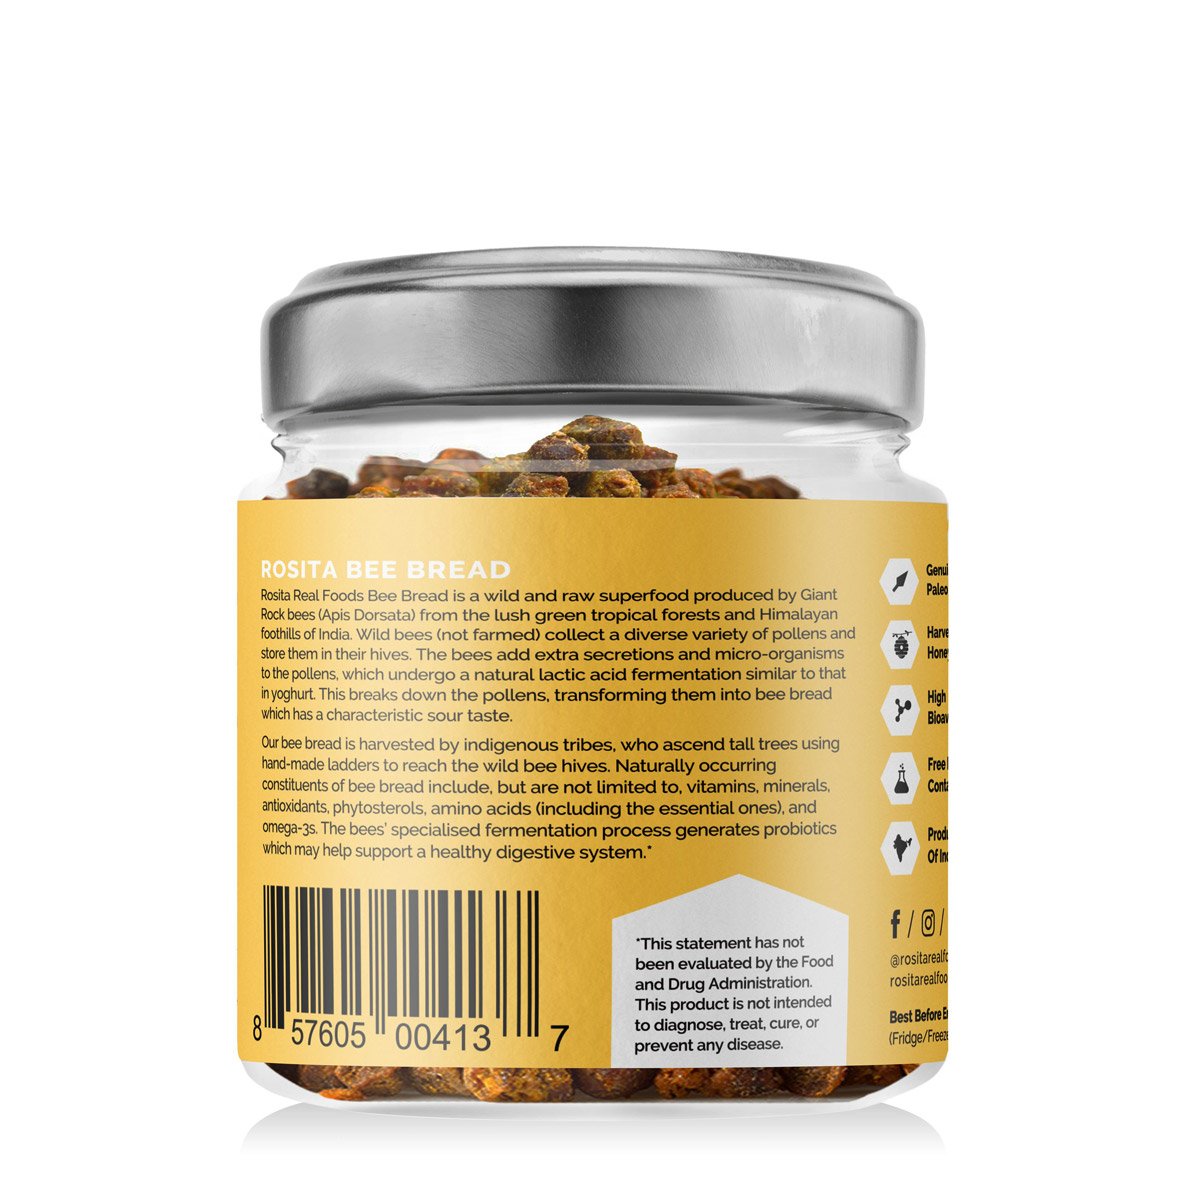 ROSITA BEE BREAD
Rosita Real Foods Bee Bread is a wild and raw superfood produced by Giant
Rock bees (Apis Dorsata) from the lush green tropical forests and Himalayan
foothills of India. Wild bees (not farmed) collect a diverse variety of pollens and
store them in their hives. The bees add extra secretions and micro-organisms
to the pollens, which undergo a natural lactic acid fermentation similar to that
in yoghurt. This breaks down the pollens, transforming them into bee bread
which has a characteristic sour taste.
Our bee bread is harvested by indigenous tribes, who ascend tall trees using
hand-made ladders to reach the wild bee hives. Naturally occurring
constituents of bee bread include, but are not limited to, vitamins, minerals,
antioxidants, phytosterols, amino acids (including the essential ones), and
omega-3s. The bees' specialised fermentation process generates probiotics
which may help support a healthy digestive system.*
8 57605 00413 7
*This statement has not
been evaluated by the Food
and Drug Administration.
This product is not intended
to diagnose, treat, cure, or
prevent any disease.
High
Free
Of
f / /
Best Before